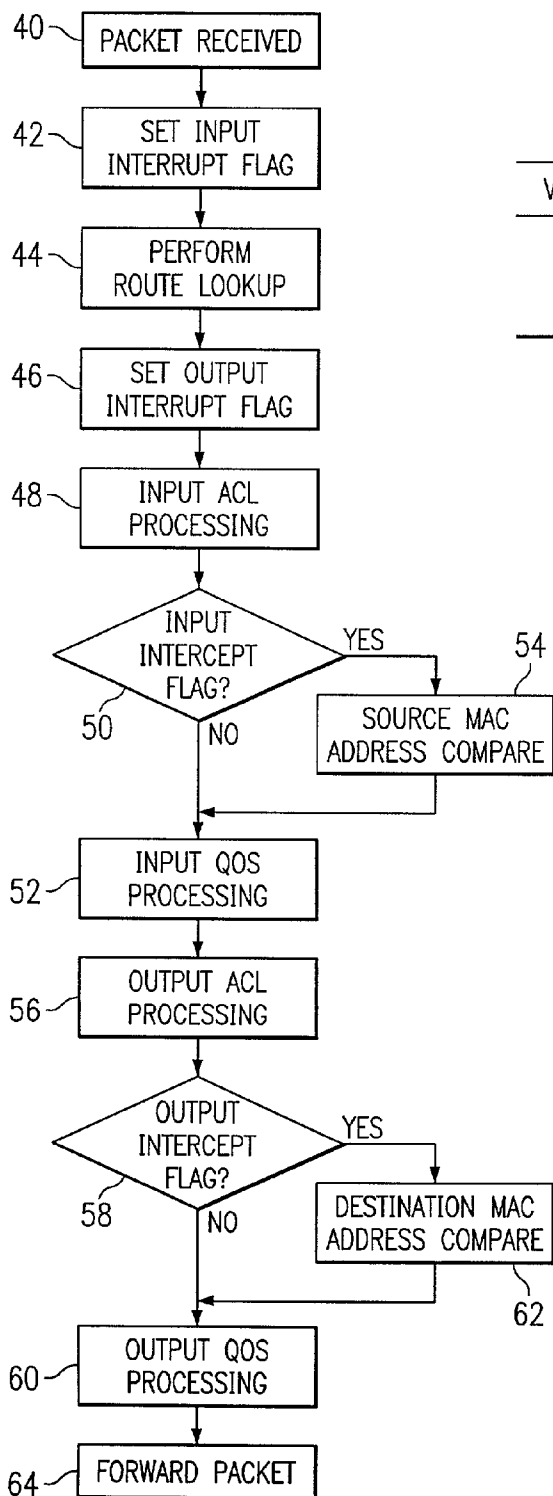 40
PACKET RECEIVED
42
SET INPUT
INTERRUPT FLAG
V
44
PERFORM
ROUTE LOOKUP
46
SET OUTPUT
INTERRUPT FLAG
48
INPUT ACL
PROCESSING
INPUT
INTERCEPT
FLAG?
YES
50
NO
54
SOURCE MAC
ADDRESS COMPARE
52
INPUT QOS
PROCESSING
56
OUTPUT ACL
PROCESSING
OUTPUT
INTERCEPT
FLAG?
YES
58
NO
DESTINATION MAC
ADDRESS COMPARE
62
60
OUTPUT QOS
PROCESSING
64
FORWARD PACKET